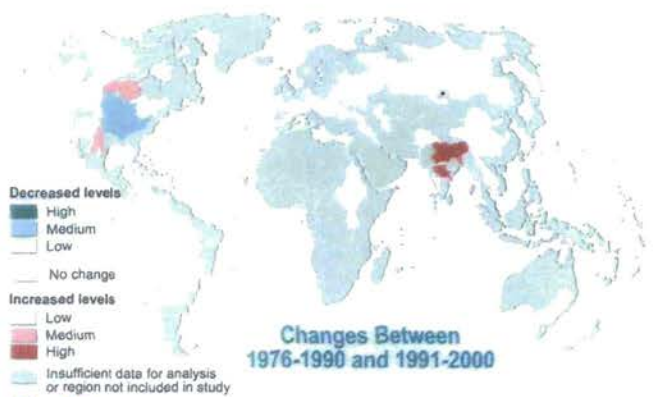 Decreased levels
High
Medium
Low
No change
Increased levels
Low
Medium
High
Insufficient data for analysis
or region not included in study
Changes Between
1976-1990 and 1991-2000